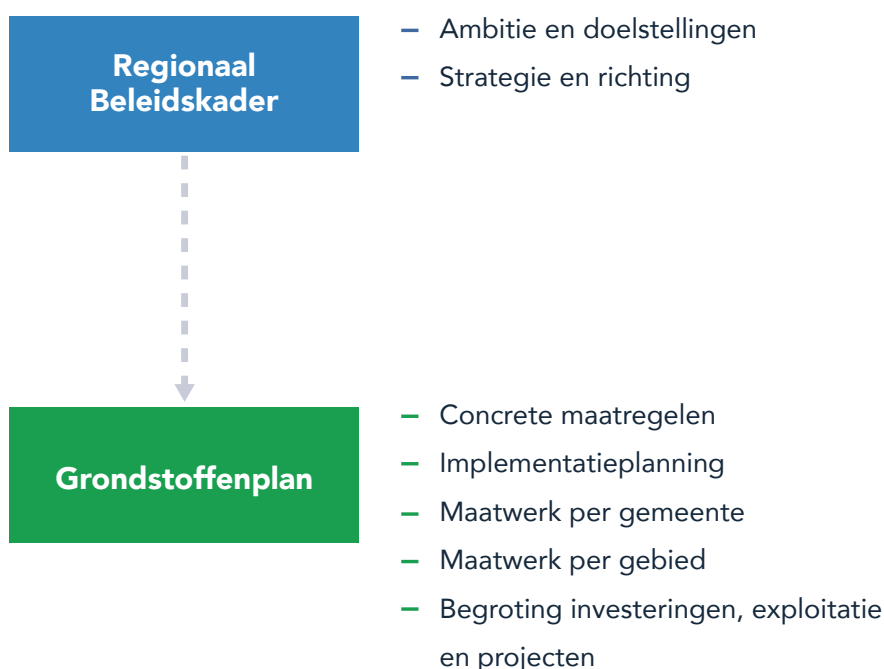 Regionaal
Beleidskader
– Ambitie en doelstellingen
– Strategie en richting
Grondstoffenplan
– Concrete maatregelen
– Implementatieplanning
– Maatwerk per gemeente
– Maatwerk per gebied
– Begroting investeringen, exploitatie
en projecten